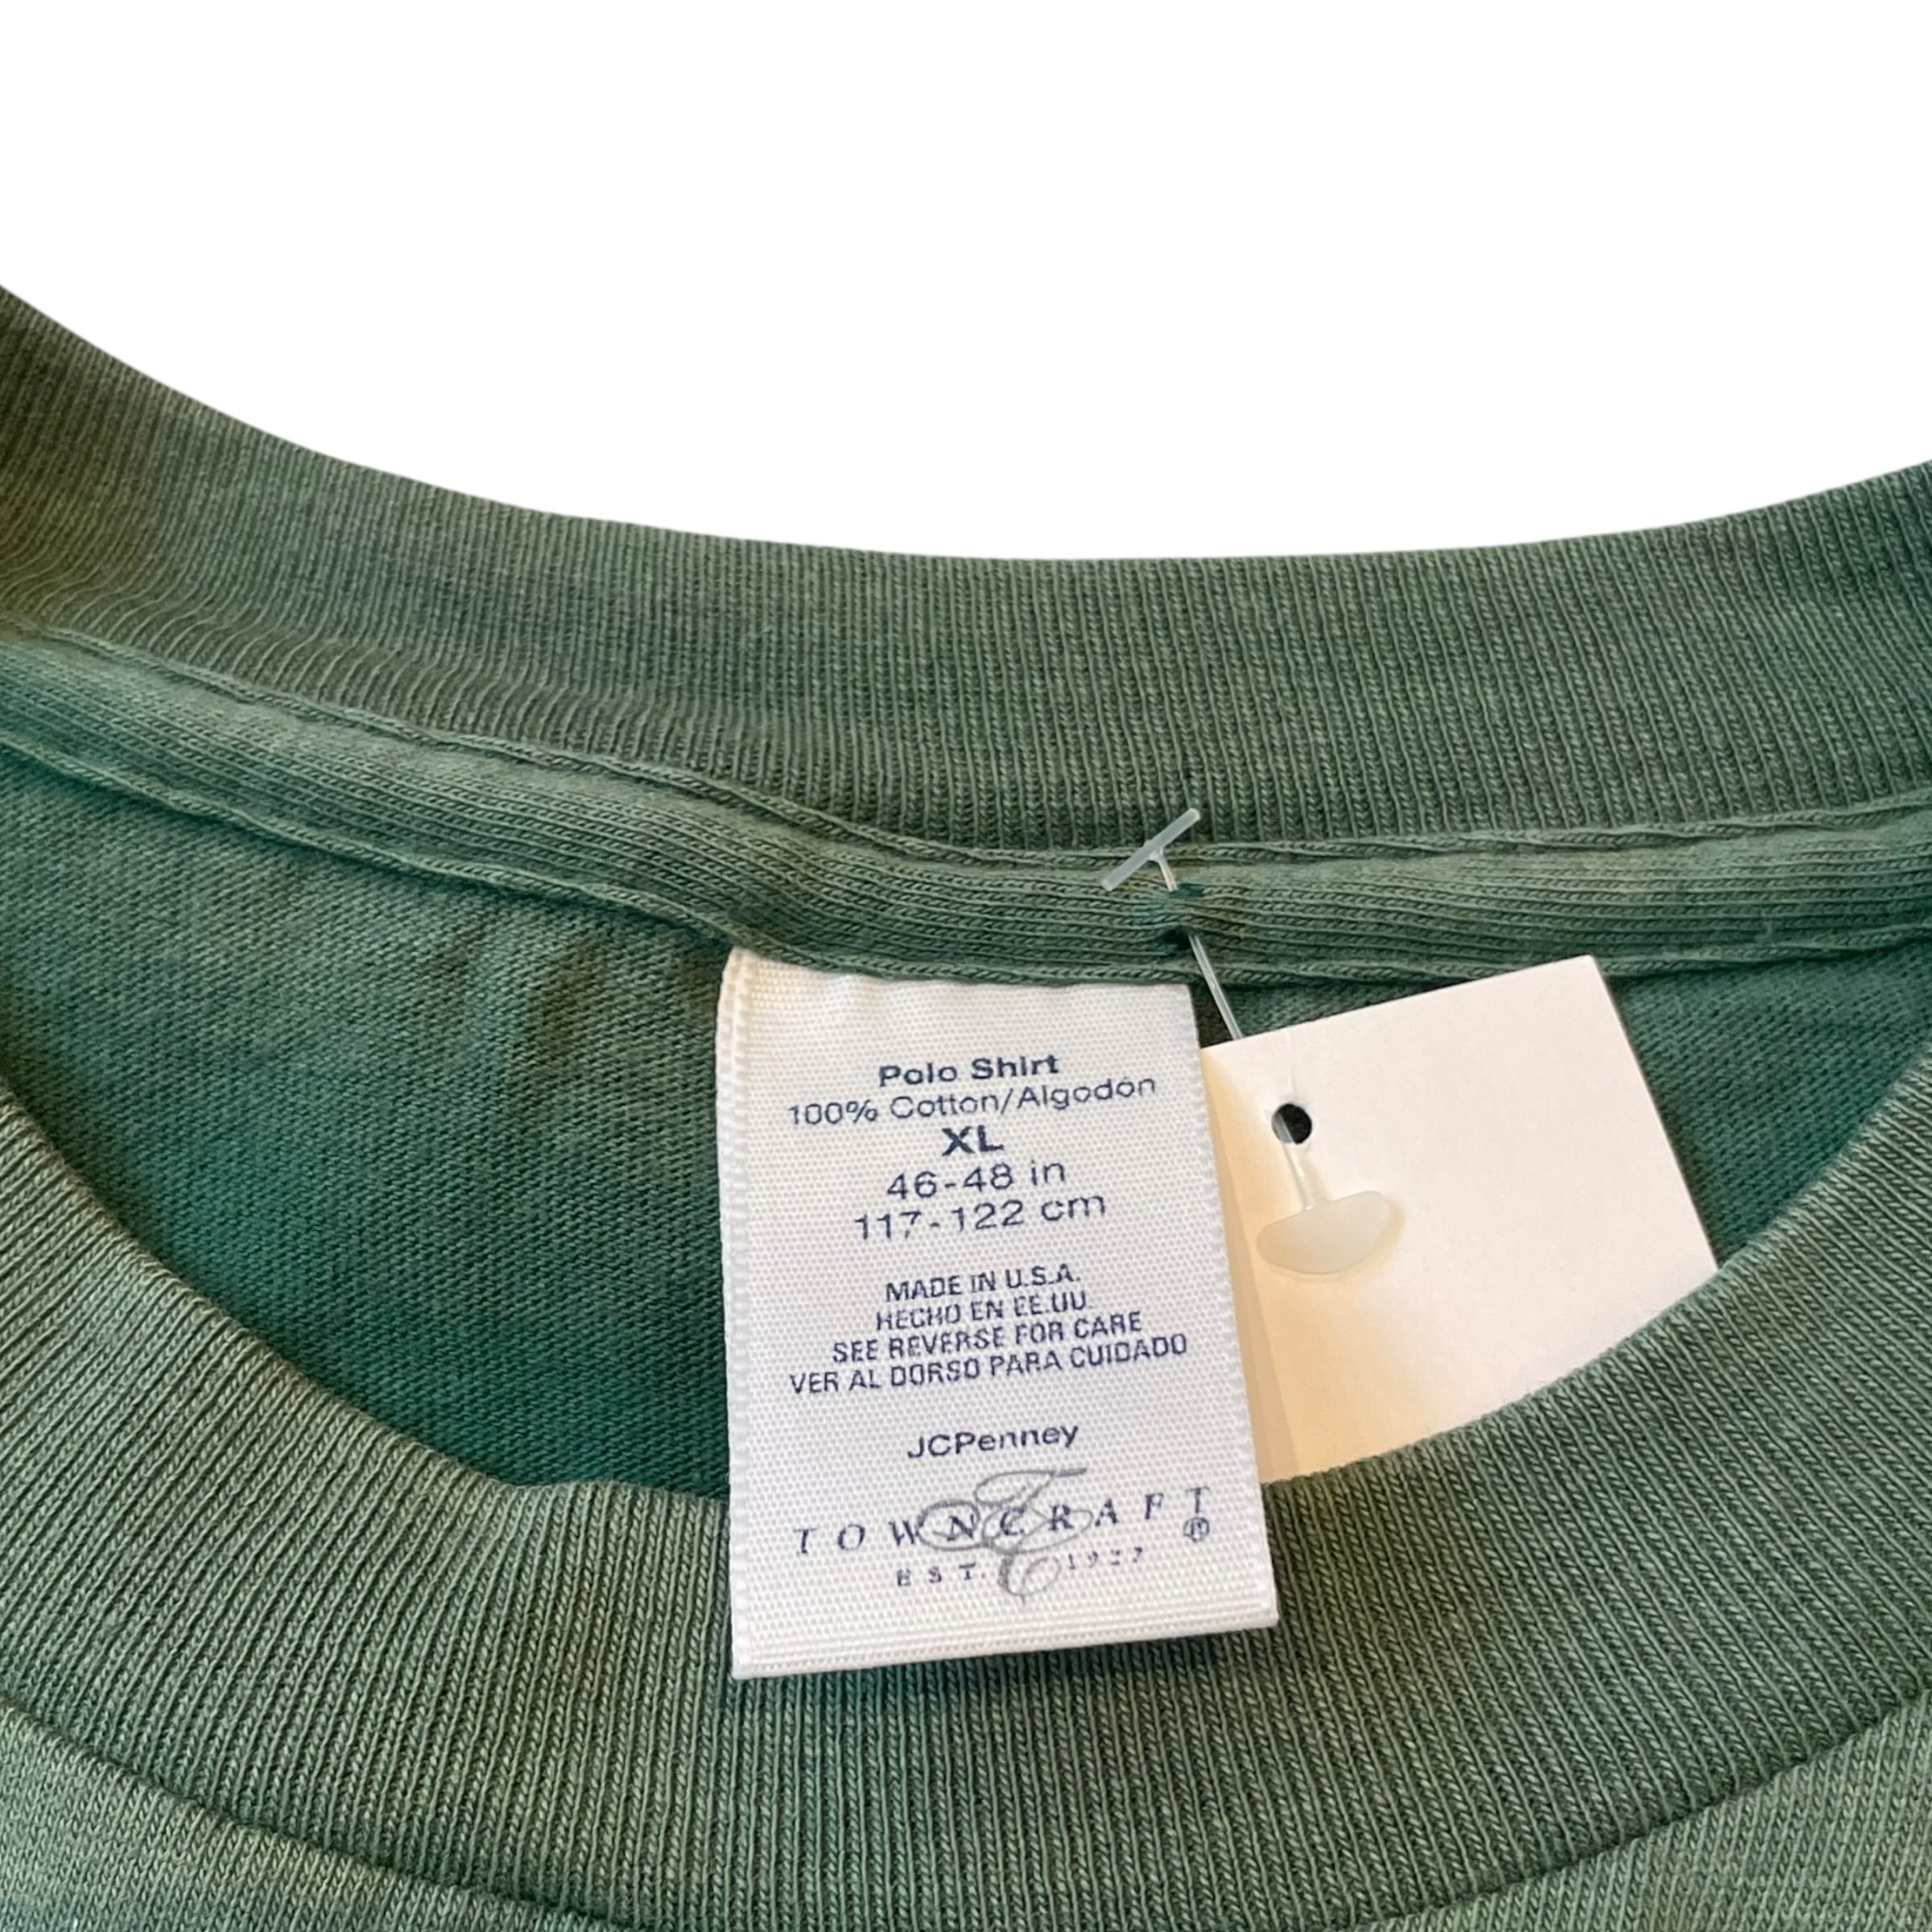 Polo Shirt
100% Cotton/Algodón
XL
46-48 in
117-122 cm
MADE IN U.S.A.
HECHO EN EE.UU.
SEE REVERSE FOR CARE
VER AL DORSO PARA CUIDADO
JCPenney
TOWNCRAFT®
EST. 1927